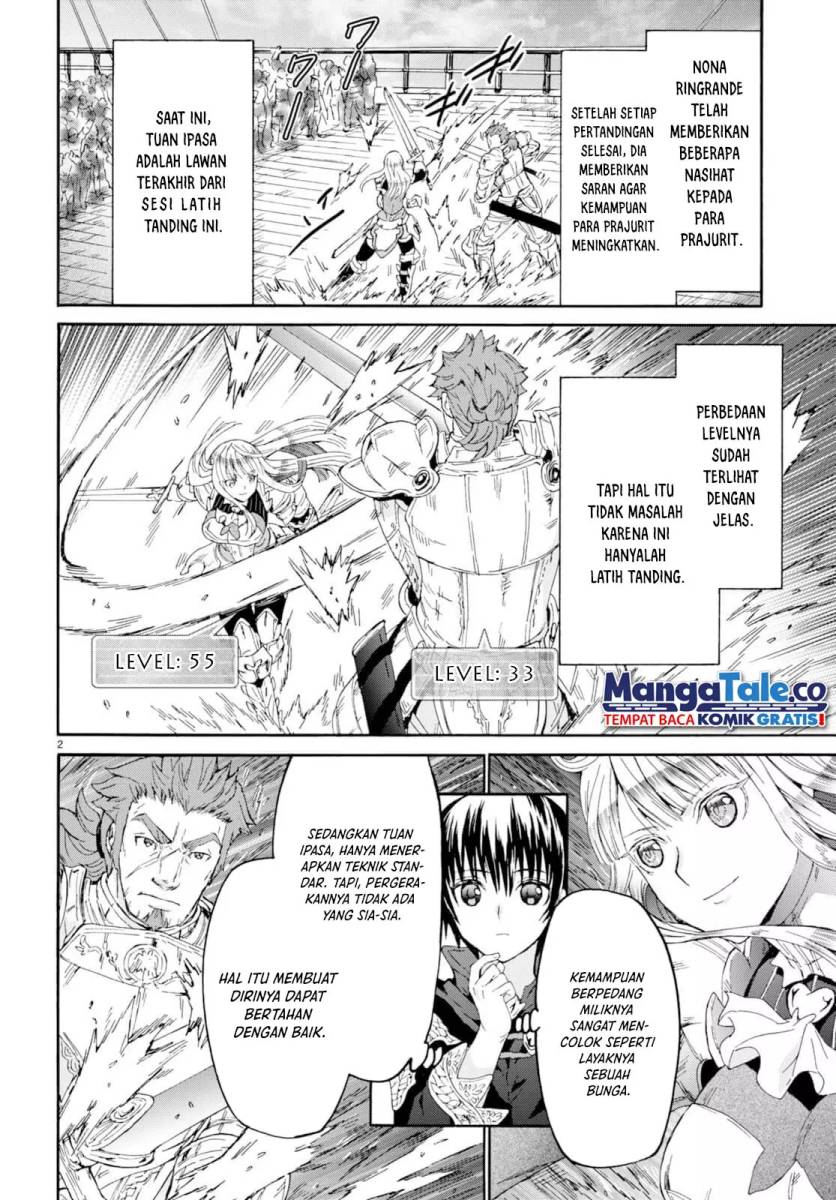 NONA
RINGRANDE
TELAH
MEMBERIKAN
BEBERAPA
NASIHAT
KEPADA
PARA
PRAJURIT.
SETELAH SETIAP
PERTANDINGAN
SELESAI, DIA
MEMBERIKAN
SARAN AGAR
KEMAMPUAN
PARA PRAJURIT
MENINGKATKAN.
ワー
ワー
SAAT INI,
TUAN IPASA
ADALAH LAWAN
TERAKHIR DARI
SESI LATIH
TANDING INI.
PERBEDAAN
LEVELNYA
SUDAH
TERLIHAT
DENGAN
JELAS.
TAPI HAL ITU
TIDAK MASALAH
KARENA INI
HANYALAH
LATIH TANDING.
LEVEL: 55
LEVEL: 33
MangaTale.co
TEMPAT BACA KOMIK GRATIS!
2
KEMAMPUAN
BERPEDANG
MILIKNYA
SANGAT MEN-
COLOK SEPERTI
LAYAKNYA
SEBUAH
BUNGA.
SEDANGKAN TUAN
IPASA, HANYA MENER-
APKAN TEKNIK STAN-
DAR. TAPI, PERGERA-
KANNYA TIDAK ADA
YANG SIA-SIA.
HAL ITU MEMBUAT
DIRINYA DAPAT
BERTAHAN
DENGAN BAIK.